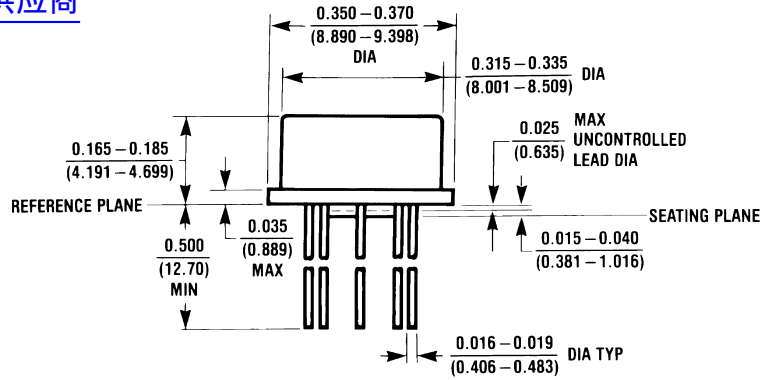 供应商
0.350 – 0.370
(8.890 – 9.398)
DIA
0.315 – 0.335
(8.001 – 8.509)
DIA
0.025
(0.635)
MAX
UNCONTROLLED
LEAD DIA
0.165 – 0.185
(4.191 – 4.699)
REFERENCE PLANE
SEATING PLANE
0.035
(0.889)
MAX
0.500
(12.70)
MIN
0.015 – 0.040
(0.381 – 1.016)
0.016 – 0.019
(0.406 – 0.483)
DIA TYP